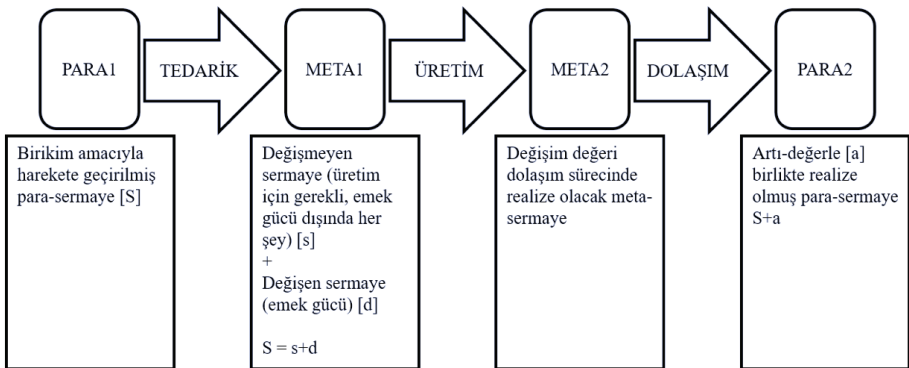 PARA1
TEDARİK
META1
ÜRETİM
META2
DOLAŞIM
PARA2
Birikim amacıyla
harekete geçirilmiş
para-sermaye [S]
Değişmeyen
sermaye (üretim
için gerekli, emek
gücü dışında her
şey) [s]
+
Değişen sermaye
(emek gücü) [d]
S = s+d
Değişim değeri
dolaşım sürecinde
realize olacak meta-
sermaye
Artı-değerle [a]
birlikte realize
olmuş para-sermaye
S+a